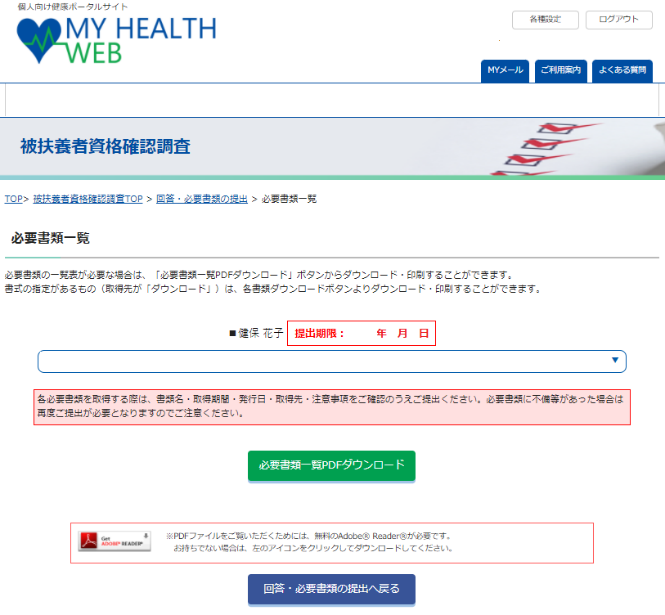 個人向け健康ポータルサイト
MY HEALTH
WEB
各種設定 ログアウト
MYメール ご利用案内 よくある質問
被扶養者資格確認調査
TOP> 被扶養者資格確認調査TOP > 回答・必要書類の提出 > 必要書類一覧
必要書類一覧
必要書類の一覧表が必要な場合は、「必要書類一覧PDFダウンロード」ボタンからダウンロード・印刷することができます。
書式の指定があるもの（取得先が「ダウンロード」）は、各書類ダウンロードボタンよりダウンロード・印刷することができます。
■ 健保 花子 提出期限： 年 月 日
各必要書類を取得する際は、書類名・取得期間・発行日・取得先・注意事項をご確認のうえご提出ください。必要書類に不備等があった場合は
再度ご提出が必要となりますのでご注意ください。
必要書類一覧PDFダウンロード
Get
ADOBE® READER®
※PDFファイルをご覧いただくためには、無料のAdobe® Reader®が必要です。
お持ちでない場合は、左のアイコンをクリックしてダウンロードしてください。
回答・必要書類の提出へ戻る